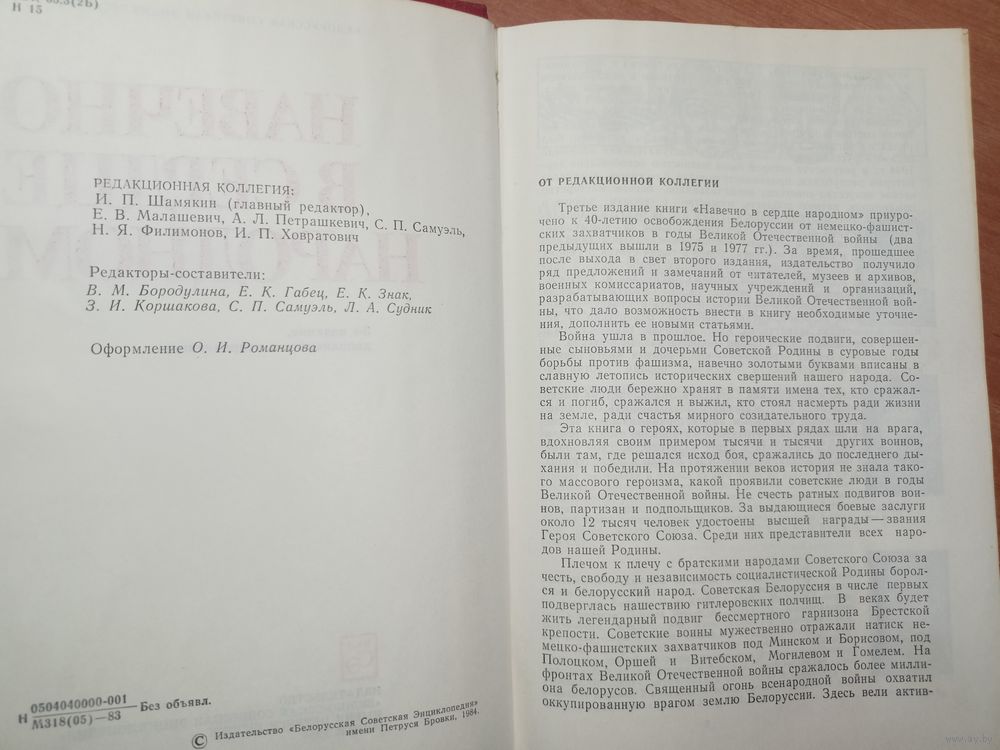 63.3(2Б)
Н 15
РЕДАКЦИОННАЯ КОЛЛЕГИЯ:
И. П. Шамякин (главный редактор),
Е. В. Малашевич, А. Л. Петрашкевич, С. П. Самуэль,
Н. Я. Филимонов, И. П. Ховратович
Редакторы-составители:
В. М. Бородулина, Е. К. Габец, Е. К. Знак,
З. И. Коршакова, С. П. Самуэль, Л. А. Судник
Оформление О. И. Романцова
Н 0504040000-001
М318(05)—83
Без объявл.
© Издательство «Белорусская Советская Энциклопедия»
имени Петруся Бровки, 1984.
ОТ РЕДАКЦИОННОЙ КОЛЛЕГИИ
Третье издание книги «Навечно в сердце народном» приуро-
чено к 40-летию освобождения Белоруссии от немецко-фашист-
ских захватчиков в годы Великой Отечественной войны (два
предыдущих вышли в 1975 и 1977 гг.). За время, прошедшее
после выхода в свет второго издания, издательство получило
ряд предложений и замечаний от читателей, музеев и архивов,
военных комиссариатов, научных учреждений и организаций,
разрабатывающих вопросы истории Великой Отечественной вой-
ны, что дало возможность внести в книгу необходимые уточне-
ния, дополнить ее новыми статьями.
Война ушла в прошлое. Но героические подвиги, совершен-
ные сыновьями и дочерьми Советской Родины в суровые годы
борьбы против фашизма, навечно золотыми буквами вписаны в
славную летопись исторических свершений нашего народа. Со-
ветские люди бережно хранят в памяти имена тех, кто сражал-
ся и погиб, сражался и выжил, кто стоял насмерть ради жизни
на земле, ради счастья мирного созидательного труда.
Эта книга о героях, которые в первых рядах шли на врага,
вдохновляя своим примером тысячи и тысячи других воинов,
были там, где решался исход боя, сражались до последнего ды-
хания и победили. На протяжении веков история не знала тако-
го массового героизма, какой проявили советские люди в годы
Великой Отечественной войны. Не счесть ратных подвигов вои-
нов, партизан и подпольщиков. За выдающиеся боевые заслуги
около 12 тысяч человек удостоены высшей награды — звания
Героя Советского Союза. Среди них представители всех наро-
дов нашей Родины.
Плечом к плечу с братскими народами Советского Союза за
честь, свободу и независимость социалистической Родины борол-
ся и белорусский народ. Советская Белоруссия в числе первых
подверглась нашествию гитлеровских полчищ. В веках будет
жить легендарный подвиг бессмертного гарнизона Брестской
крепости. Советские воины мужественно отражали натиск не-
мецко-фашистских захватчиков под Минском и Борисовом, под
Полоцком, Оршей и Витебском, Могилевом и Гомелем. На
фронтах Великой Отечественной войны сражалось более милли-
она белорусов. Священный огонь всенародной войны охватил
оккупированную врагом землю Белоруссии. Здесь вели актив-
www.ay.by